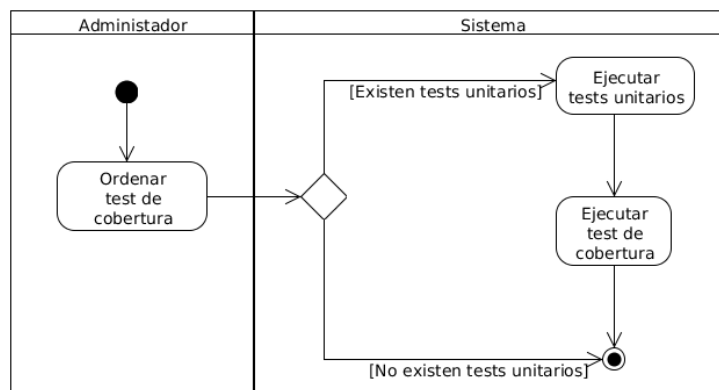 Administador
Sistema
[Existen tests unitarios]
Ejecutar
tests unitarios
Ordenar
test de
cobertura
Ejecutar
test de
cobertura
[No existen tests unitarios]